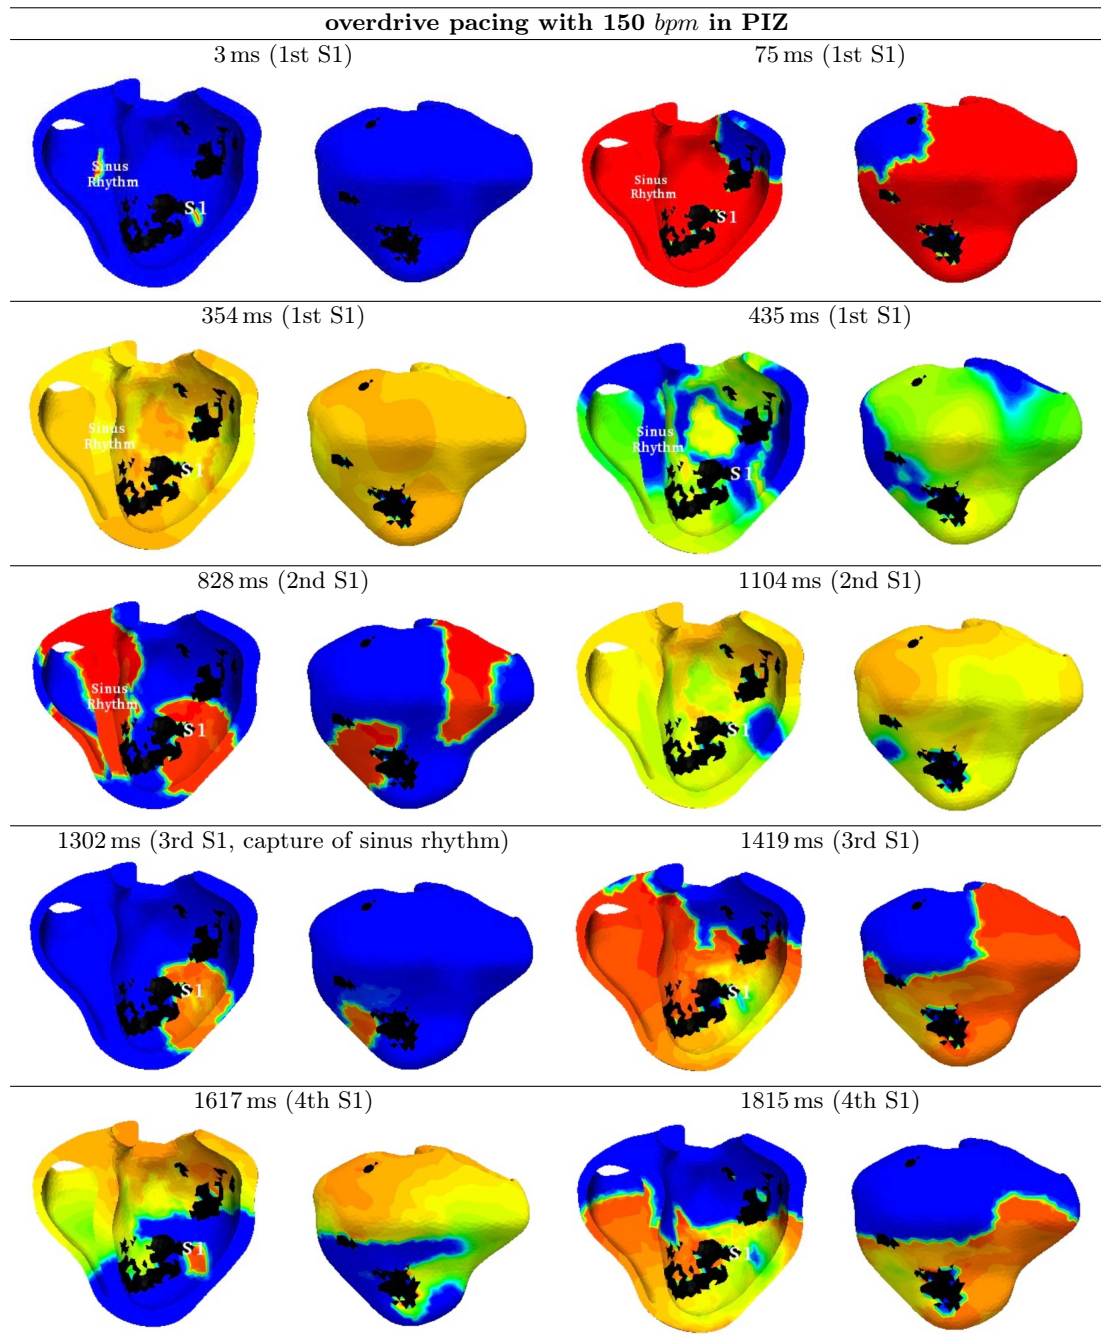 overdrive pacing with 150 bpm in PIZ
3 ms (1st S1)
75 ms (1st S1)
Sinus
Rhythm
S1
Sinus
Rhythm
S1
354 ms (1st S1)
435 ms (1st S1)
Sinus
Rhythm
S1
Sinus
Rhythm
S1
828 ms (2nd S1)
1104 ms (2nd S1)
Sinus
Rhythm
S1
S1
1302 ms (3rd S1, capture of sinus rhythm)
1419 ms (3rd S1)
S1
S1
1617 ms (4th S1)
1815 ms (4th S1)
S1
S1